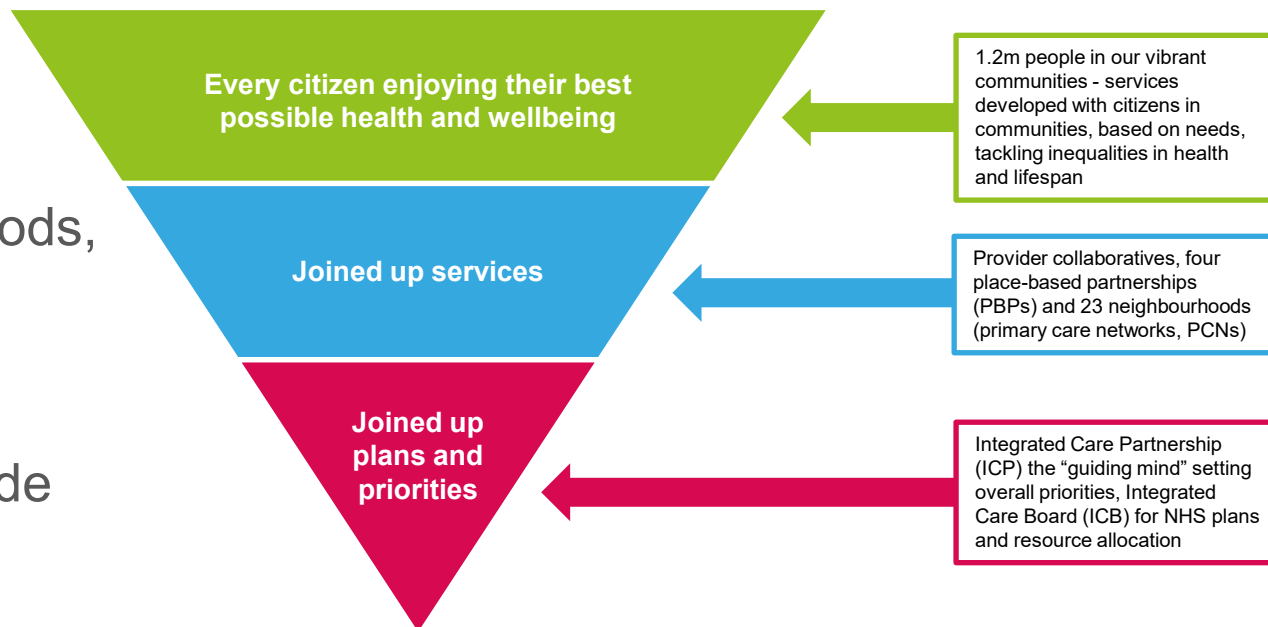 Every citizen enjoying their best
possible health and wellbeing
1.2m people in our vibrant
communities - services
developed with citizens in
communities, based on needs,
tackling inequalities in health
and lifespan
ods,
Joined up services
Provider collaboratives, four
place-based partnerships
(PBPs) and 23 neighbourhoods
(primary care networks, PCNs)
de
Joined up
plans and
priorities
Integrated Care Partnership
(ICP) the “guiding mind” setting
overall priorities, Integrated
Care Board (ICB) for NHS plans
and resource allocation